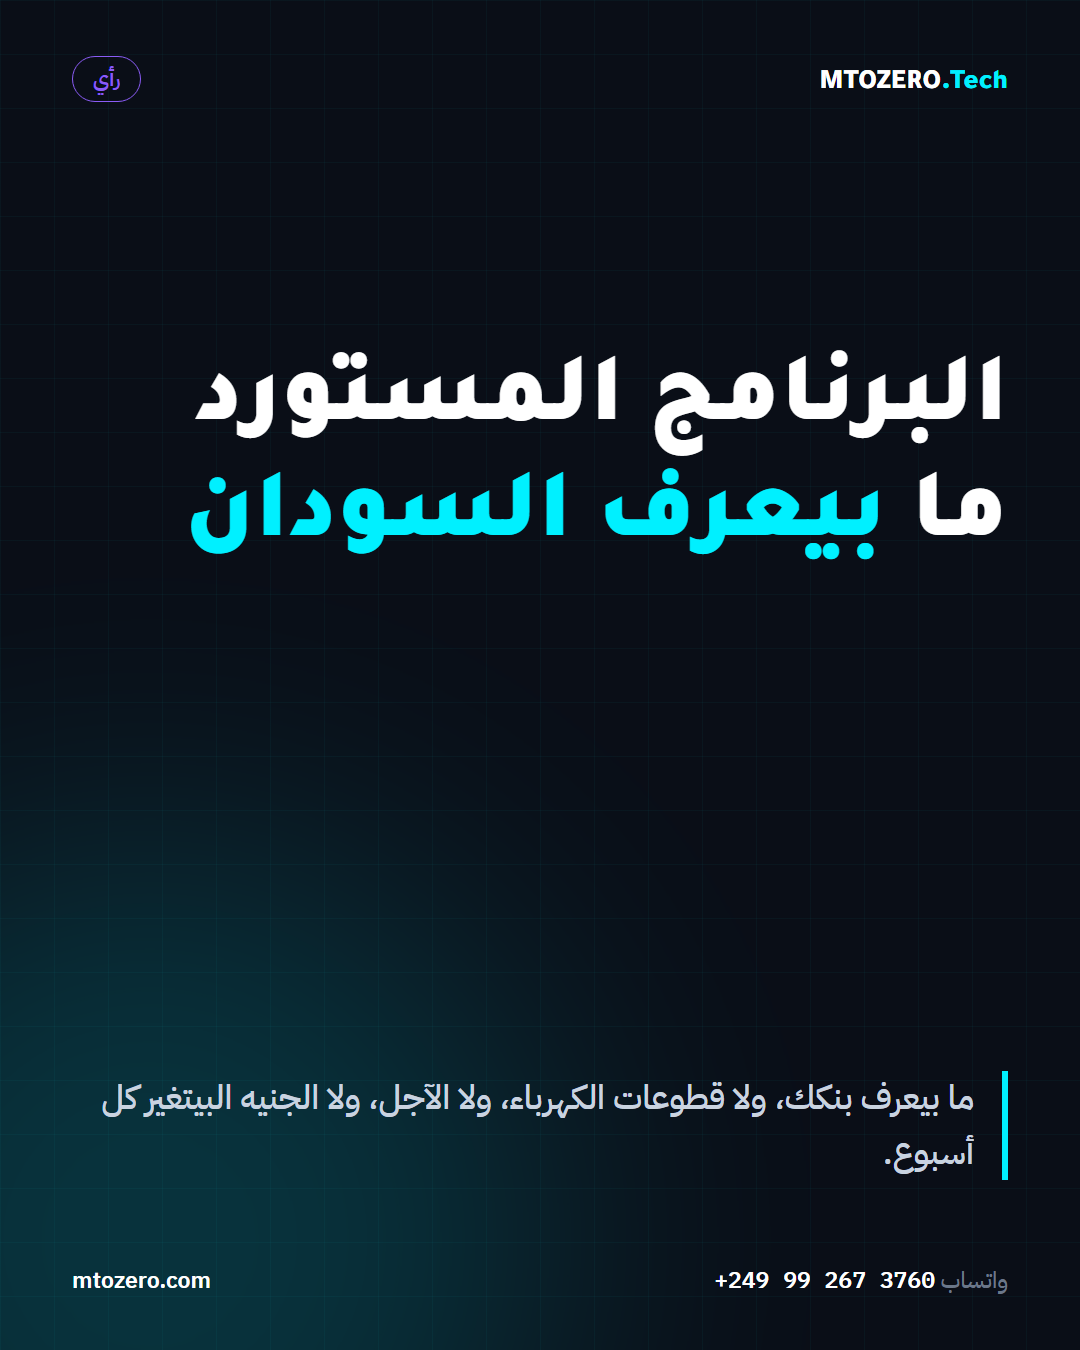 MTOZERO.Tech
رأي
البرنامج المستورد
ما بيعرف السودان
ما بيعرف بنكك، ولا قطوعات الكهرباء، ولا الآجل، ولا الجنيه البيتغير كل
أسبوع.
واتساب +249 99 267 3760
mtozero.com